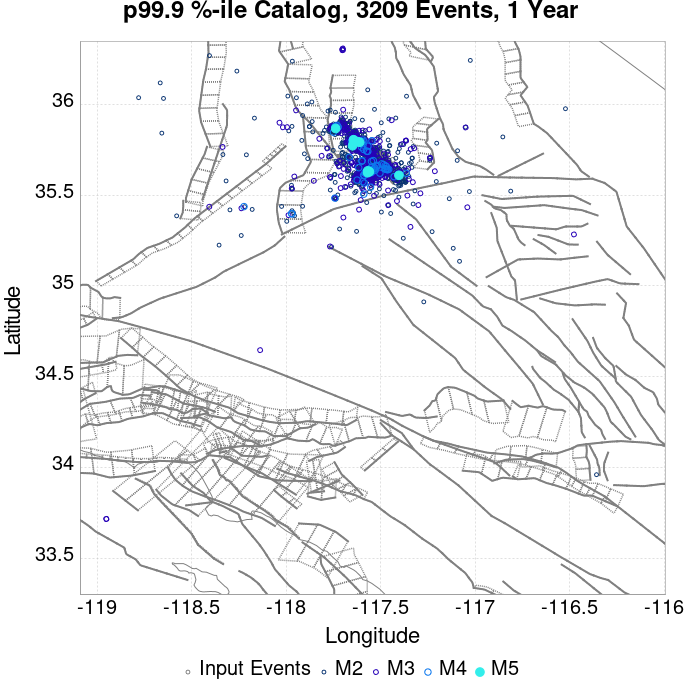 p99.9 %-ile Catalog, 3209 Events, 1 Year
36
35.5
35
34.5
34
33.5
Latitude
-119
-118.5
-118
-117.5
-117
-116.5
-116
Longitude
Input Events
M2
M3
M4
M5